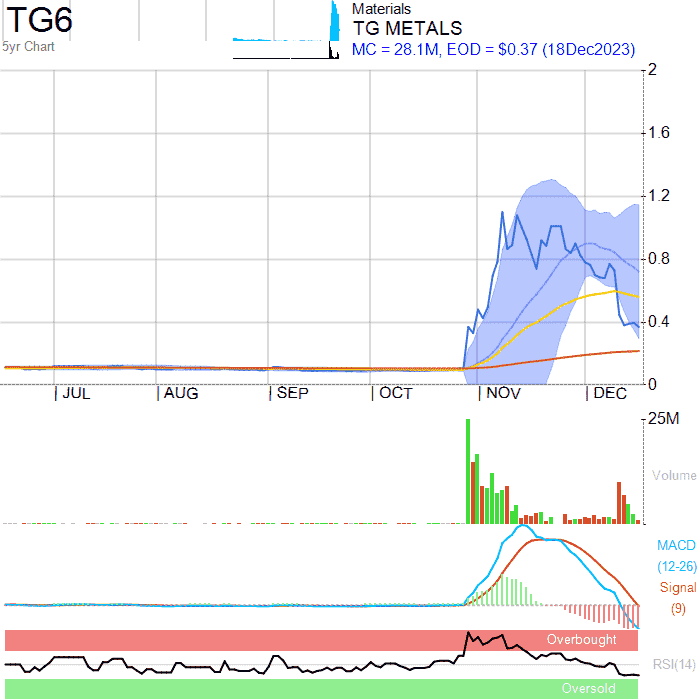 TG6
5yr Chart
Materials
TG METALS
MC = 28.1M, EOD = $0.37 (18Dec2023)
2
1.6
1.2
0.8
0.4
0
JUL
AUG
SEP
OCT
NOV
DEC
25M
Volume
MACD
(12-26)
Signal
(9)
Overbought
RSI(14)
Oversold